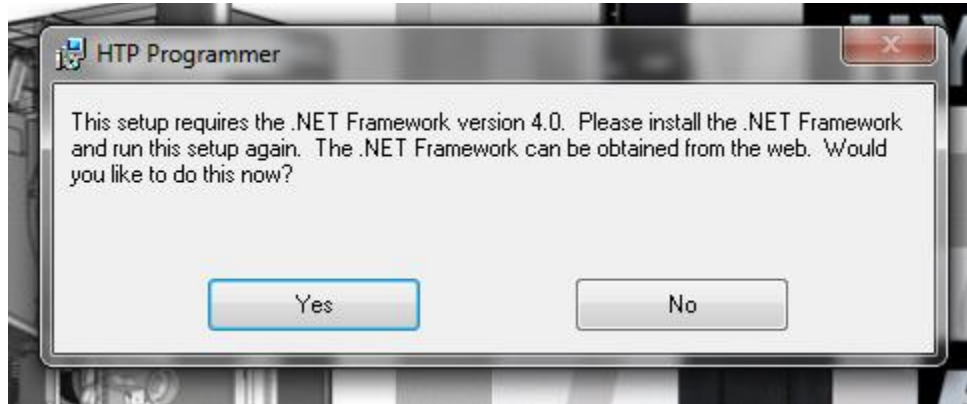 HTP Programmer
This setup requires the .NET Framework version 4.0.  Please install the .NET Framework
and run this setup again.  The .NET Framework can be obtained from the web.  Would
you like to do this now?
Yes
No